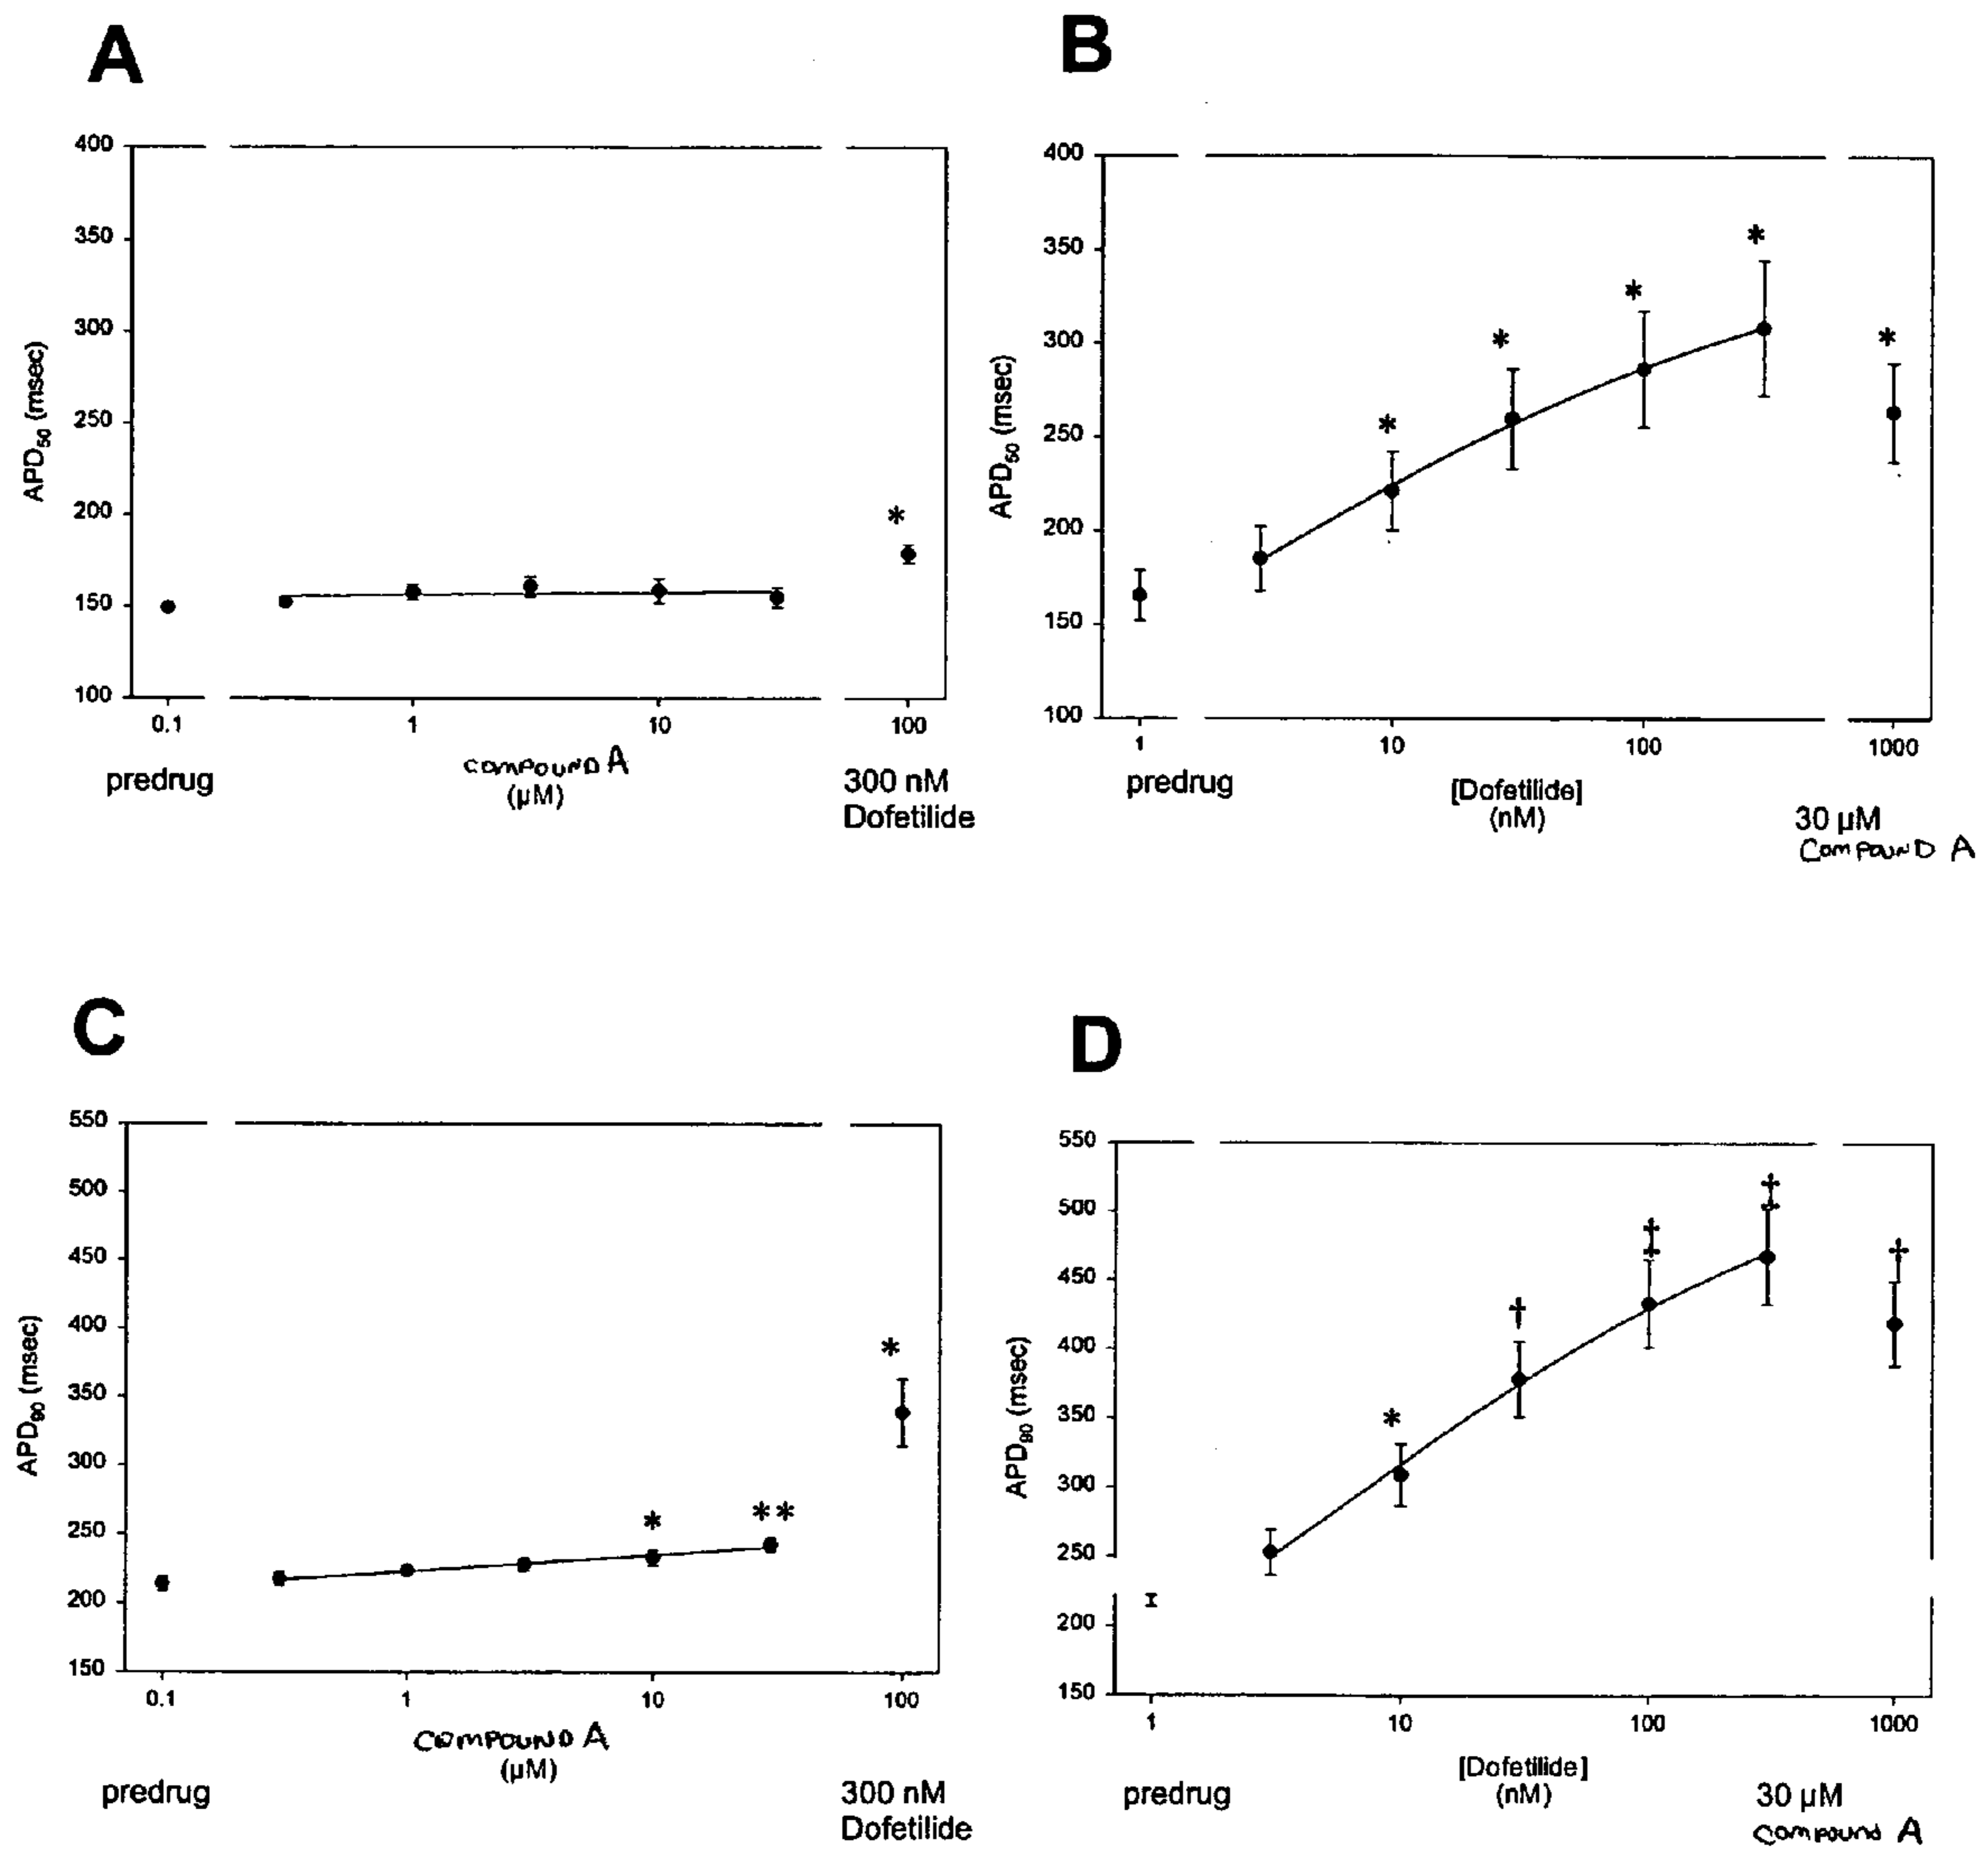 A
400
350
300
250
200
150
100
APD50 (msec)
*
0.1 1 10 100
predrug
COMPOUND A
(µM)
300 nM
Dofetilide
B
400
350
300
250
200
150
100
APD50 (msec)
* * * * *
1 10 100 1000
predrug
[Dofetilide]
(nM)
30 µM
COMPOUND A
C
550
500
450
400
350
300
250
200
150
APD90 (msec)
* ** *
0.1 1 10 100
predrug
COMPOUND A
(µM)
300 nM
Dofetilide
D
550
500
450
400
350
300
250
200
150
APD90 (msec)
* † ‡ ‡ †
1 10 100 1000
predrug
[Dofetilide]
(nM)
30 µM
Compound A